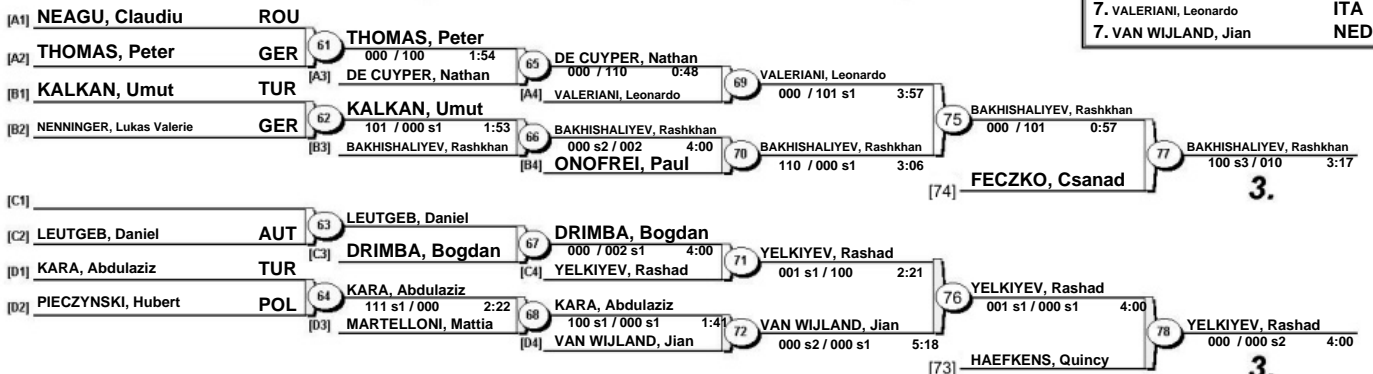 7. VALERIANI, Leonardo ITA
7. VAN WIJLAND, Jian NED
[A1] NEAGU, Claudiu ROU
[A2] THOMAS, Peter GER
61
THOMAS, Peter
000 / 100 1:54
[A3] DE CUYPER, Nathan
65
DE CUYPER, Nathan
000 / 110 0:48
[A4] VALERIANI, Leonardo
69
VALERIANI, Leonardo
000 / 101 s1 3:57
[B1] KALKAN, Umut TUR
[B2] NENNINGER, Lukas Valerie GER
62
KALKAN, Umut
101 / 000 s1 1:53
[B3] BAKHISHALIYEV, Rashkhan
66
BAKHISHALIYEV, Rashkhan
000 s2 / 002 4:00
[B4] ONOFREI, Paul
70
BAKHISHALIYEV, Rashkhan
110 / 000 s1 3:06
75
BAKHISHALIYEV, Rashkhan
000 / 101 0:57
[74] FECZKO, Csanad
77
BAKHISHALIYEV, Rashkhan
100 s3 / 010 3:17
3.
[C1]
[C2] LEUTGEB, Daniel AUT
63
LEUTGEB, Daniel
[C3] DRIMBA, Bogdan
67
DRIMBA, Bogdan
000 / 002 s1 4:00
[C4] YELKIYEV, Rashad
71
YELKIYEV, Rashad
001 s1 / 100 2:21
[D1] KARA, Abdulaziz TUR
[D2] PIECZYNSKI, Hubert POL
64
KARA, Abdulaziz
111 s1 / 000 2:22
[D3] MARTELLONI, Mattia
68
KARA, Abdulaziz
100 s1 / 000 s1 1:41
[D4] VAN WIJLAND, Jian
72
VAN WIJLAND, Jian
000 s2 / 000 s1 5:18
76
YELKIYEV, Rashad
001 s1 / 000 s1 4:00
[73] HAEFKENS, Quincy
78
YELKIYEV, Rashad
000 / 000 s2 4:00
3.